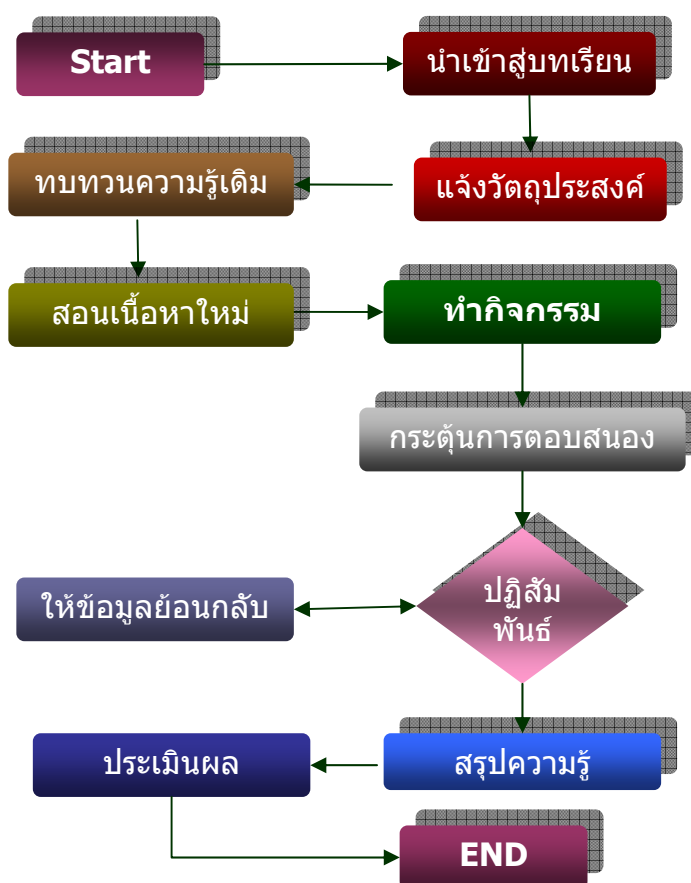 Start
นำเข้าสู่บทเรียน
แจ้งวัตถุประสงค์
ทบทวนความรู้เดิม
สอนเนื้อหาใหม่
ทำกิจกรรม
กระตุ้นการตอบสนอง
ปฏิสัม
พันธ์
ให้ข้อมูลย้อนกลับ
สรุปความรู้
ประเมินผล
END